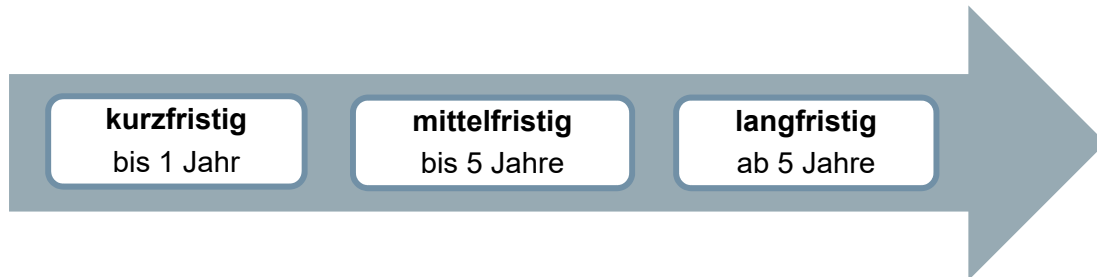 kurzfristig
bis 1 Jahr
mittelfristig
bis 5 Jahre
langfristig
ab 5 Jahre